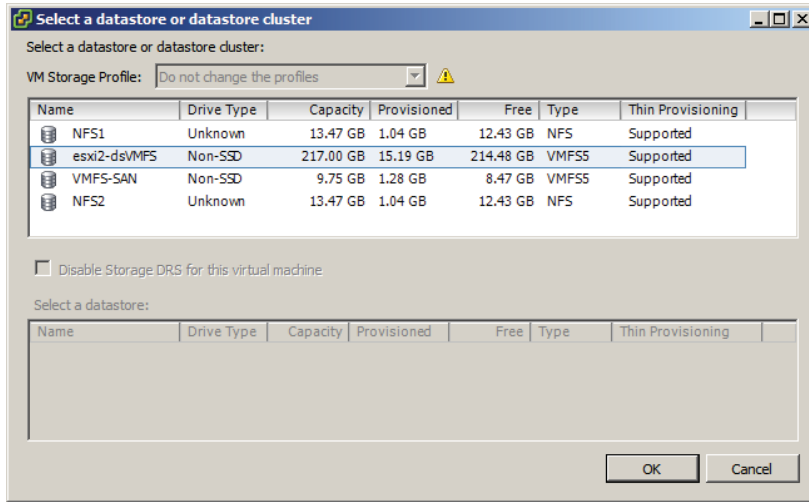 Select a datastore or datastore cluster
Select a datastore or datastore cluster:
VM Storage Profile: Do not change the profiles
Name Drive Type Capacity Provisioned Free Type Thin Provisioning
NFS1 Unknown 13.47 GB 1.04 GB 12.43 GB NFS Supported
esxi2-dsVMFS Non-SSD 217.00 GB 15.19 GB 214.48 GB VMFS5 Supported
VMFS-SAN Non-SSD 9.75 GB 1.28 GB 8.47 GB VMFS5 Supported
NFS2 Unknown 13.47 GB 1.04 GB 12.43 GB NFS Supported
Disable Storage DRS for this virtual machine
Select a datastore:
Name Drive Type Capacity Provisioned Free Type Thin Provisioning
OK Cancel